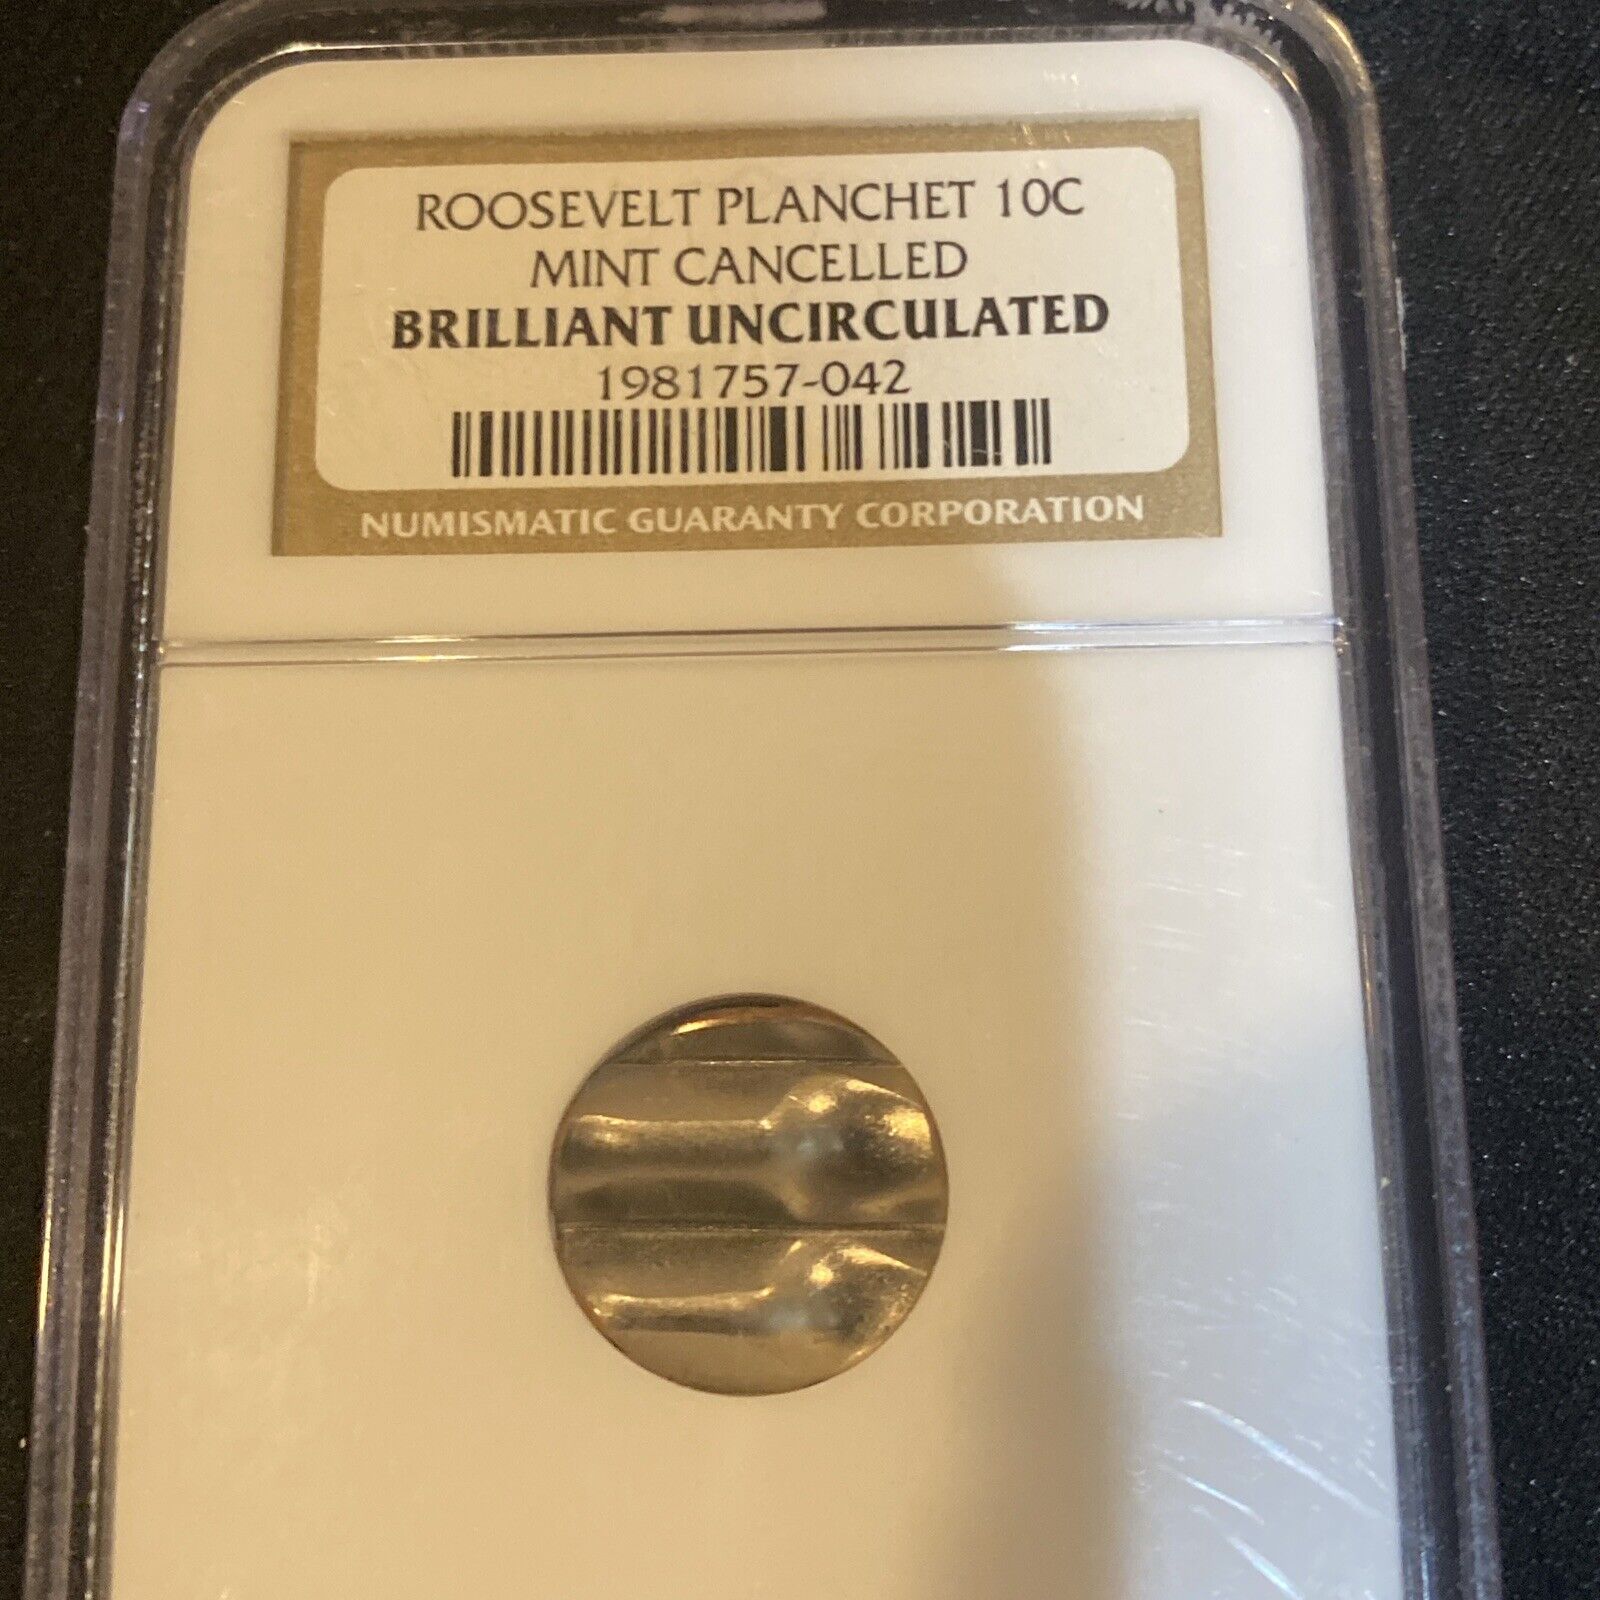 ROOSEVELT PLANCHET 10C
MINT CANCELLED
BRILLIANT UNCIRCULATED
1981757-042
NUMISMATIC GUARANTY CORPORATION